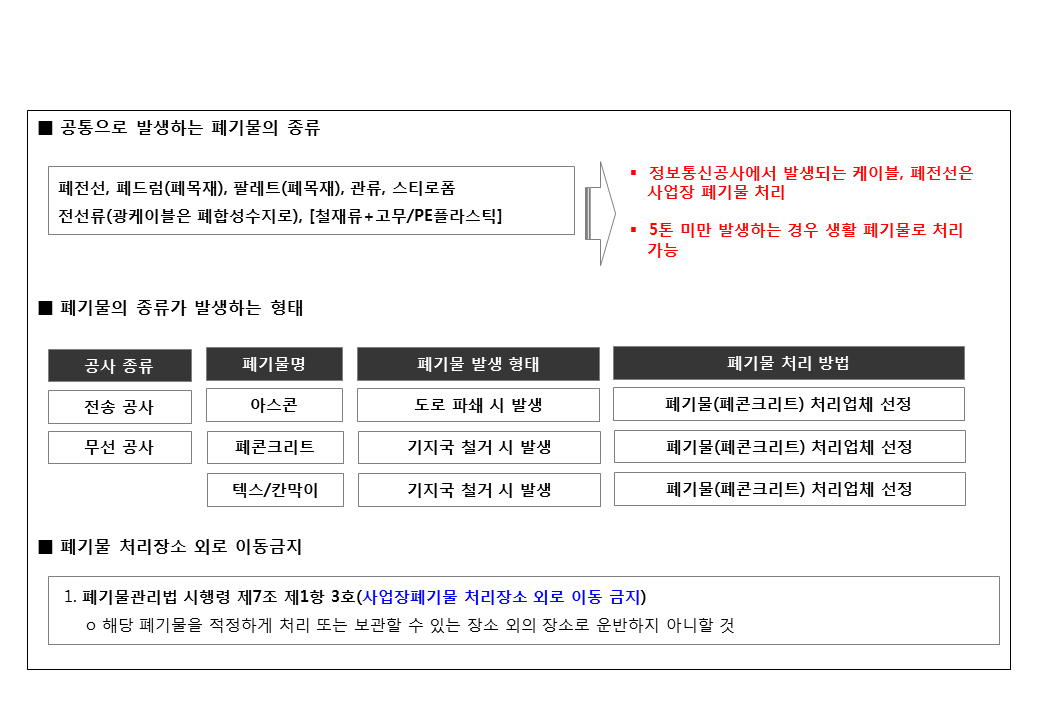 ■ 공통으로 발생하는 폐기물의 종류
폐전선, 폐드럼(폐목재), 팔레트(폐목재), 관류, 스티로폼
전선류(광케이블은 폐합성수지로), [철재류+고무/PE플라스틱]
▪ 정보통신공사에서 발생되는 케이블, 폐전선은
사업장 폐기물 처리
▪ 5톤 미만 발생하는 경우 생활 폐기물로 처리
가능
■ 폐기물의 종류가 발생하는 형태
공사 종류 폐기물명 폐기물 발생 형태 폐기물 처리 방법
전송 공사 아스콘 도로 파쇄 시 발생 폐기물(폐콘크리트) 처리업체 선정
무선 공사 폐콘크리트 기지국 철거 시 발생 폐기물(폐콘크리트) 처리업체 선정
텍스/칸막이 기지국 철거 시 발생 폐기물(폐콘크리트) 처리업체 선정
■ 폐기물 처리장소 외로 이동금지
1. 폐기물관리법 시행령 제7조 제1항 3호(사업장폐기물 처리장소 외로 이동 금지)
ㅇ 해당 폐기물을 적정하게 처리 또는 보관할 수 있는 장소 외의 장소로 운반하지 아니할 것